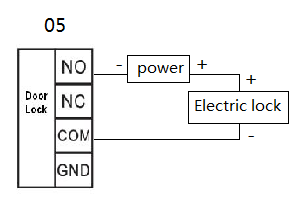 05
NO
- power +
+
Door
Lock
NC
Electric lock
COM
-
GND